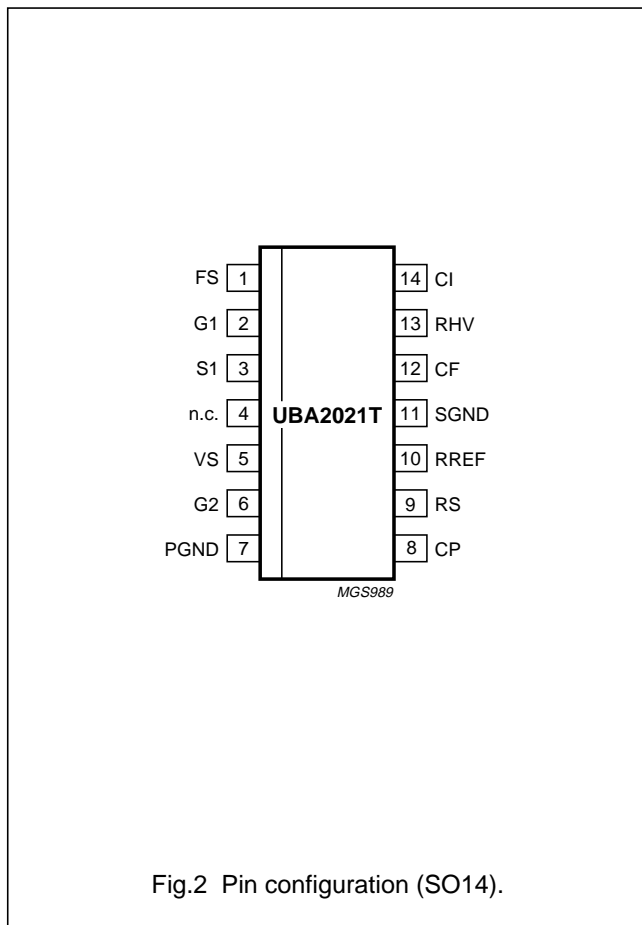 FS 1 14 CI
G1 2 13 RHV
S1 3 12 CF
n.c. 4 UBA2021T 11 SGND
VS 5 10 RREF
G2 6 9 RS
PGND 7 8 CP
MGS989
Fig.2 Pin configuration (SO14).